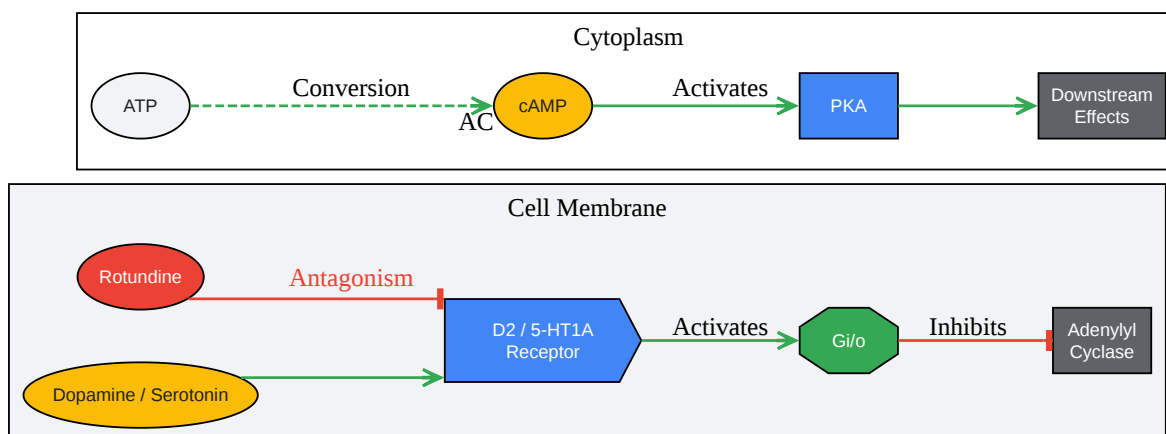 Cytoplasm
ATP
Conversion
AC
cAMP
Activates
PKA
Downstream
Effects
Cell Membrane
Rotundine
Antagonism
Dopamine / Serotonin
D2 / 5-HT1A
Receptor
Activates
Gi/o
Inhibits
Adenylyl
Cyclase